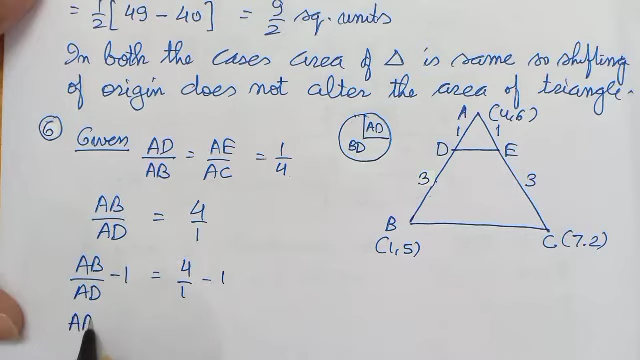 = 1/2 [49 - 40] = 9/2 sq. units
In both the cases area of Δ is same so shifting
of origin does not alter the area of triangle.
6 Given AD/AB = AE/AC = 1/4
AB/AD = 4/1
AB/AD - 1 = 4/1 - 1
AD
BD
A (4,6)
1 1
D E
3 3
B
(1,5)
C (7.2)